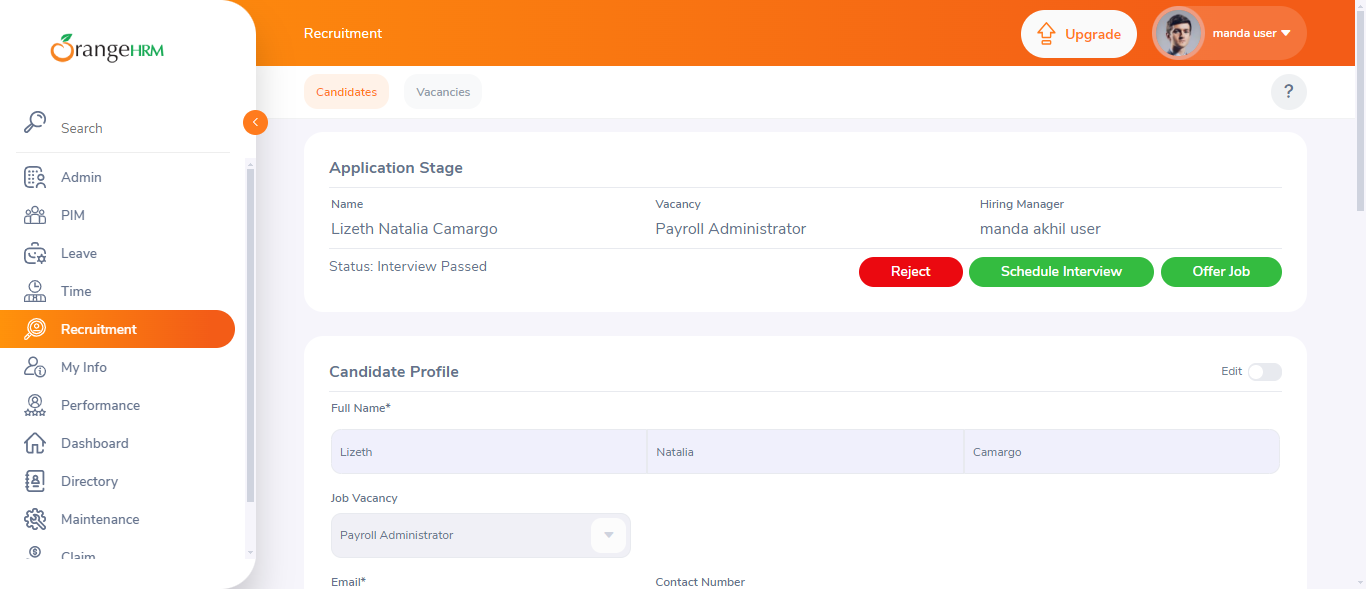 OrangeHRM
Recruitment
Upgrade
manda user
Candidates
Vacancies
?
Search
Admin
PIM
Leave
Time
Recruitment
My Info
Performance
Dashboard
Directory
Maintenance
Claim
Application Stage
Name
Vacancy
Hiring Manager
Lizeth Natalia Camargo
Payroll Administrator
manda akhil user
Status: Interview Passed
Reject
Schedule Interview
Offer Job
Candidate Profile
Edit
Full Name*
Lizeth
Natalia
Camargo
Job Vacancy
Payroll Administrator
Email*
Contact Number